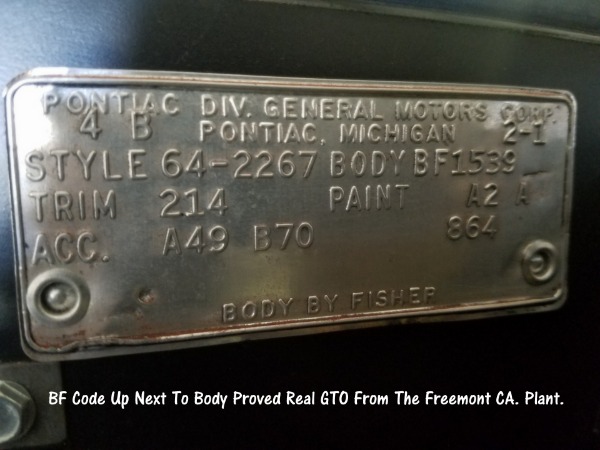 PONTIAC DIV. GENERAL MOTORS CORP.
4 B PONTIAC, MICHIGAN 2-1
STYLE 64-2267 BODY BF1539
TRIM 214 PAINT A2 A
ACC. A49 B70 864
BODY BY FISHER
BF Code Up Next To Body Proved Real GTO From The Freemont CA. Plant.